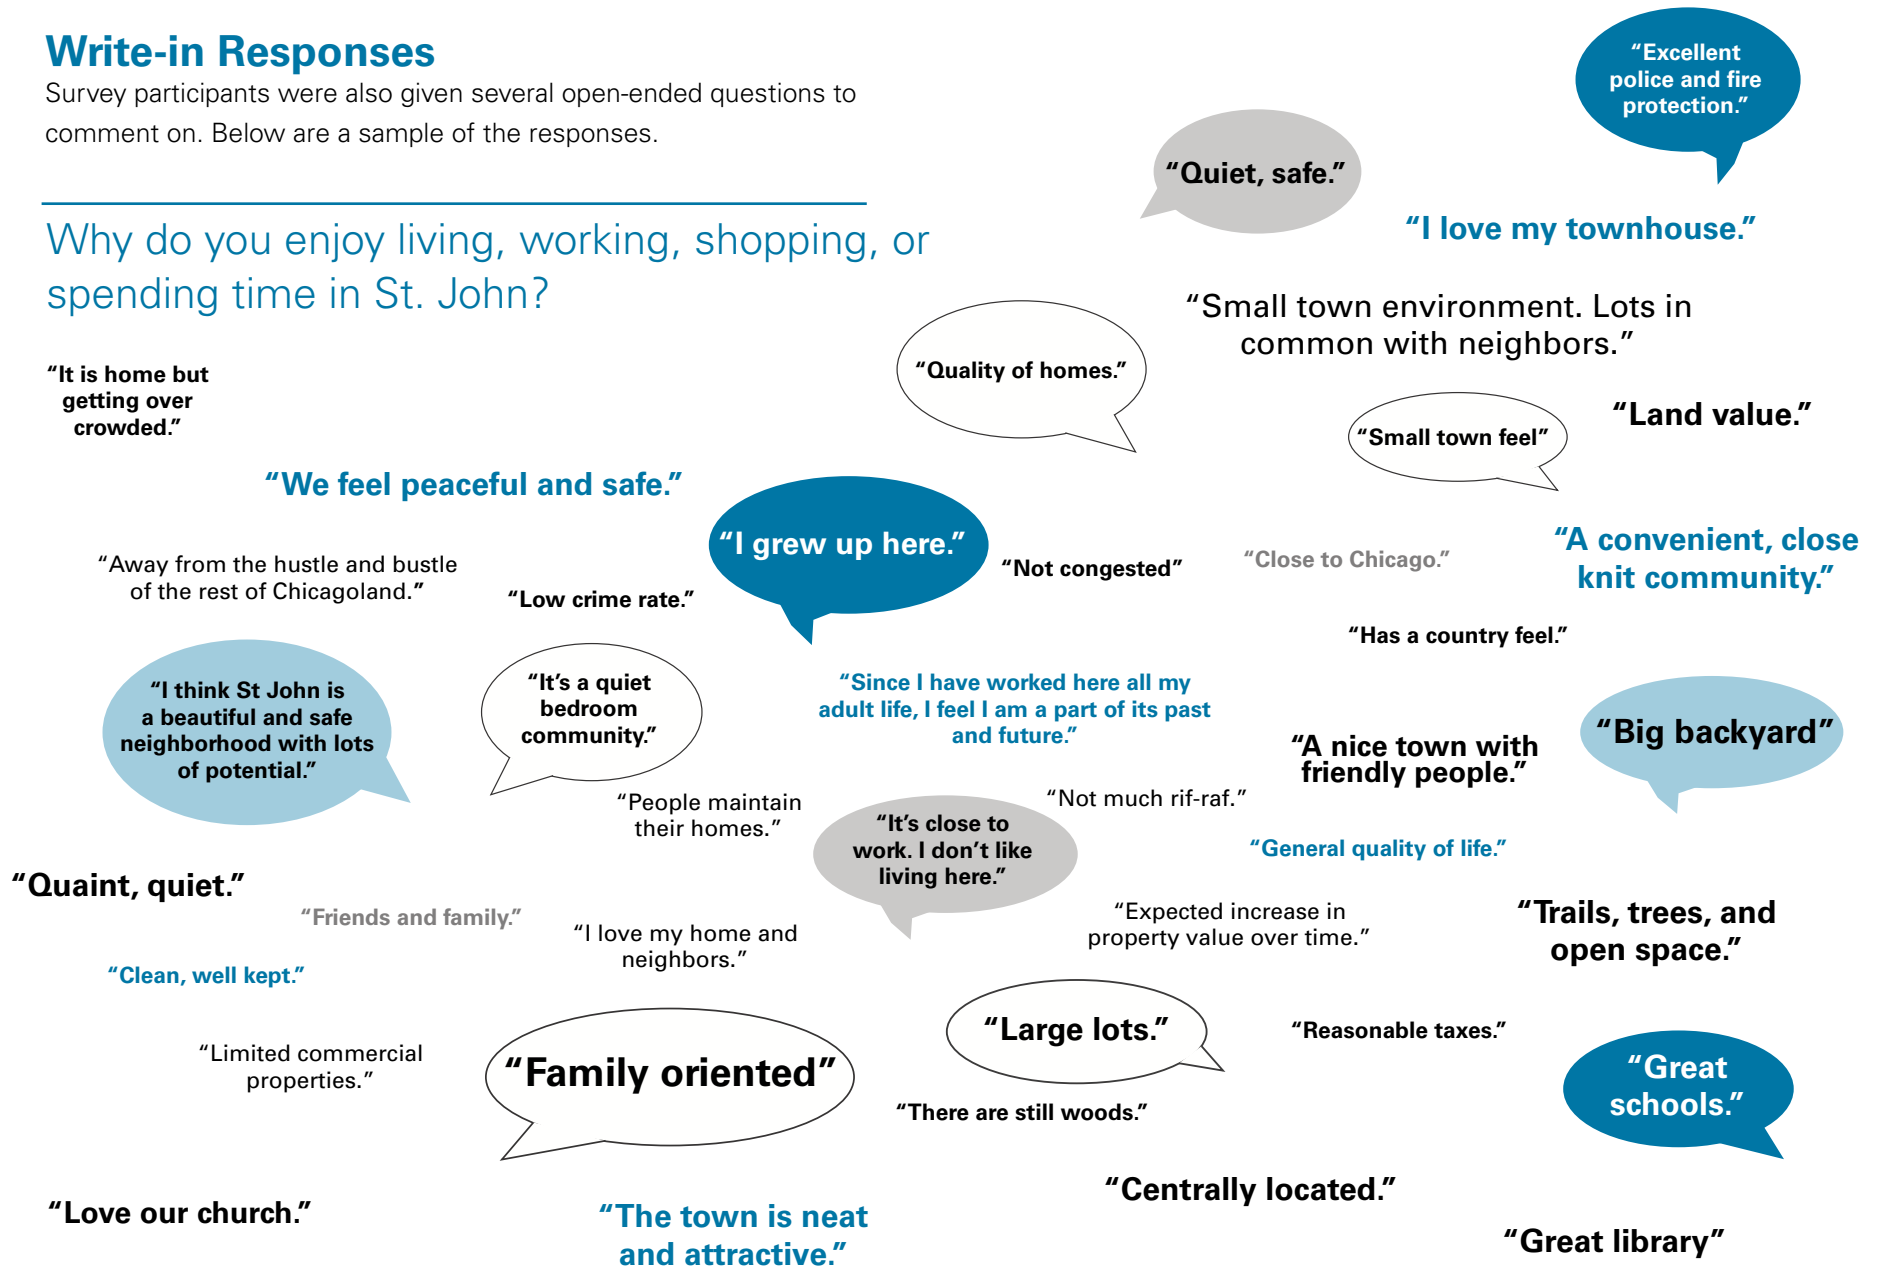 Write-in Responses
Survey participants were also given several open-ended questions to
comment on. Below are a sample of the responses.
Why do you enjoy living, working, shopping, or
spending time in St. John?
“Excellent
police and fire
protection.”
“Quiet, safe.”
“I love my townhouse.”
“Small town environment. Lots in
common with neighbors.”
“Quality of homes.”
“It is home but
getting over
crowded.”
“Land value.”
“Small town feel”
“We feel peaceful and safe.”
“I grew up here.”
“Not congested”
“Close to Chicago.”
“A convenient, close
knit community.”
“Away from the hustle and bustle
of the rest of Chicagoland.”
“Low crime rate.”
“Has a country feel.”
“I think St John is
a beautiful and safe
neighborhood with lots
of potential.”
“It’s a quiet
bedroom
community.”
“Since I have worked here all my
adult life, I feel I am a part of its past
and future.”
“A nice town with
friendly people.”
“Big backyard”
“People maintain
their homes.”
“It’s close to
work. I don’t like
living here.”
“Not much rif-raf.”
“General quality of life.”
“Quaint, quiet.”
“Friends and family.”
“I love my home and
neighbors.”
“Expected increase in
property value over time.”
“Trails, trees, and
open space.”
“Clean, well kept.”
“Limited commercial
properties.”
“Family oriented”
“Large lots.”
“Reasonable taxes.”
“Great
schools.”
“There are still woods.”
“Love our church.”
“The town is neat
and attractive.”
“Centrally located.”
“Great library”